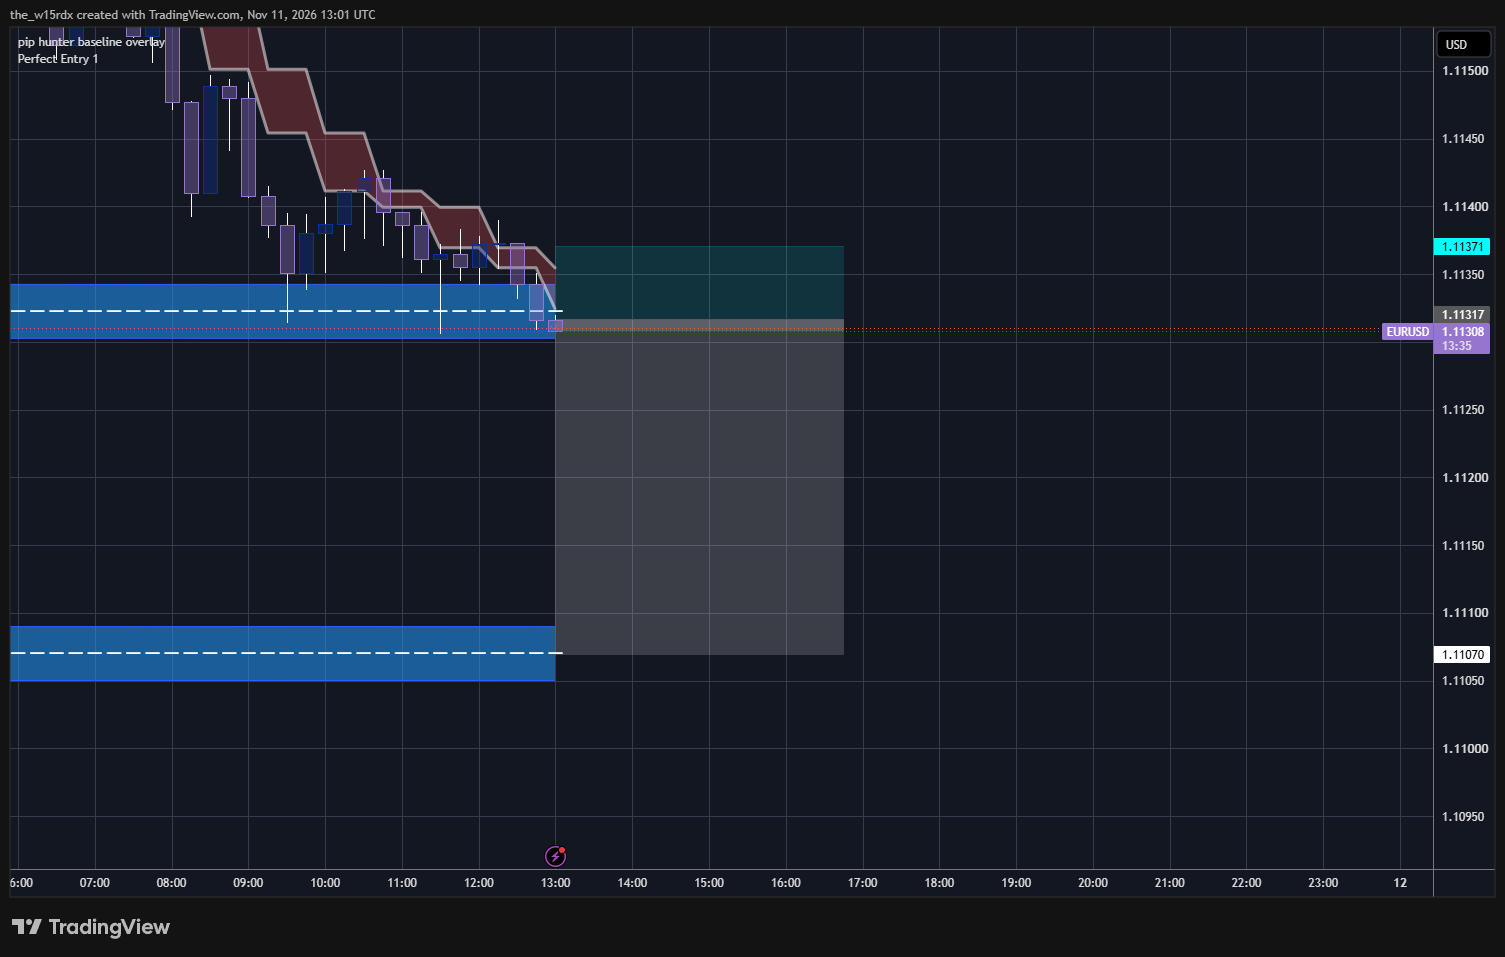 the_w15rdx created with TradingView.com, Nov 11, 2026 13:01 UTC
pip hunter baseline overlay
Perfect Entry 1
USD
1.11500
1.11450
1.11400
1.11371
1.11350
1.11317
EURUSD 1.11308
13:35
1.11250
1.11200
1.11150
1.11100
1.11070
1.11050
1.11000
1.10950
6:00 07:00 08:00 09:00 10:00 11:00 12:00 13:00 14:00 15:00 16:00 17:00 18:00 19:00 20:00 21:00 22:00 23:00 12
TradingView